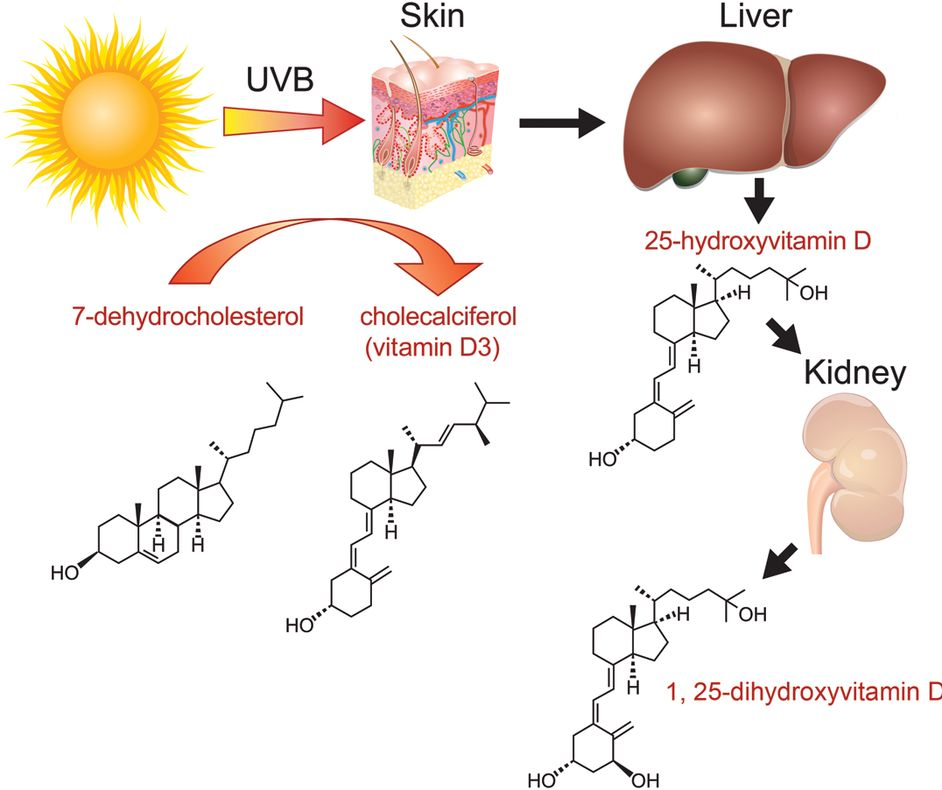 Skin
Liver
UVB
25-hydroxyvitamin D
7-dehydrocholesterol
cholecalciferol
(vitamin D3)
H
OH
H
HO
Kidney
H
H
HO
H
HO
H
OH
H
1, 25-dihydroxyvitamin D
HO
OH